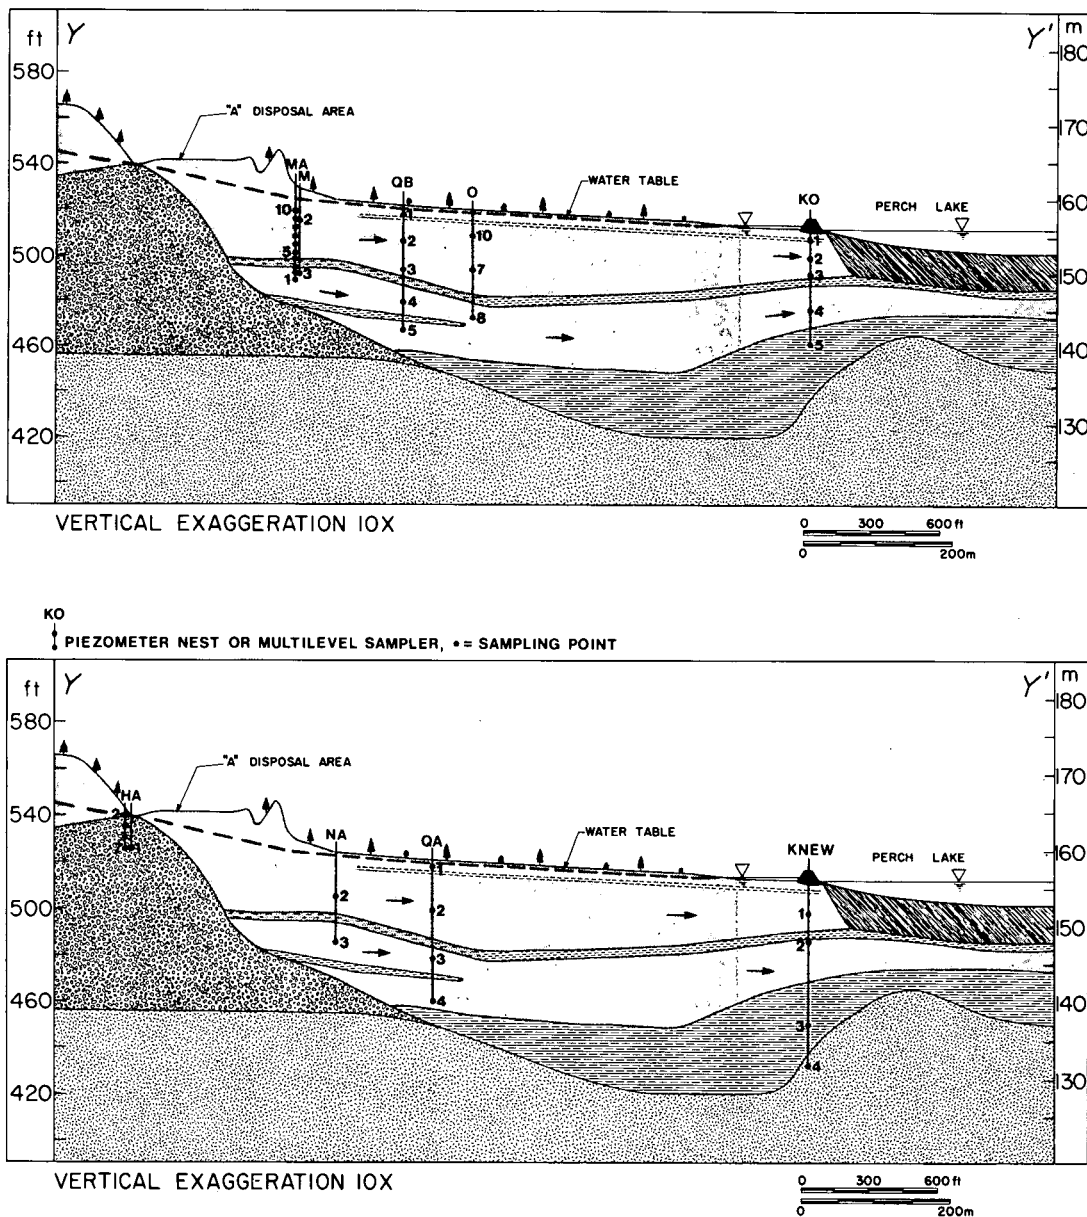 ft Y Y' m
580
540
500
460
420
180
170
160
150
140
130
"A" DISPOSAL AREA
MA
M
QB
O
WATER TABLE
KO
PERCH LAKE
10
2
5
3
1
1
2
3
4
5
10
7
8
1
2
3
4
5
VERTICAL EXAGGERATION 10X
0 300 600 ft
0 200m
KO
PIEZOMETER NEST OR MULTILEVEL SAMPLER, • = SAMPLING POINT
ft Y Y' m
580
540
500
460
420
180
170
160
150
140
130
"A" DISPOSAL AREA
HA
2
NA
QA
WATER TABLE
KNEW
PERCH LAKE
2
3
1
2
3
4
1
2
3
4
VERTICAL EXAGGERATION 10X
0 300 600 ft
0 200m